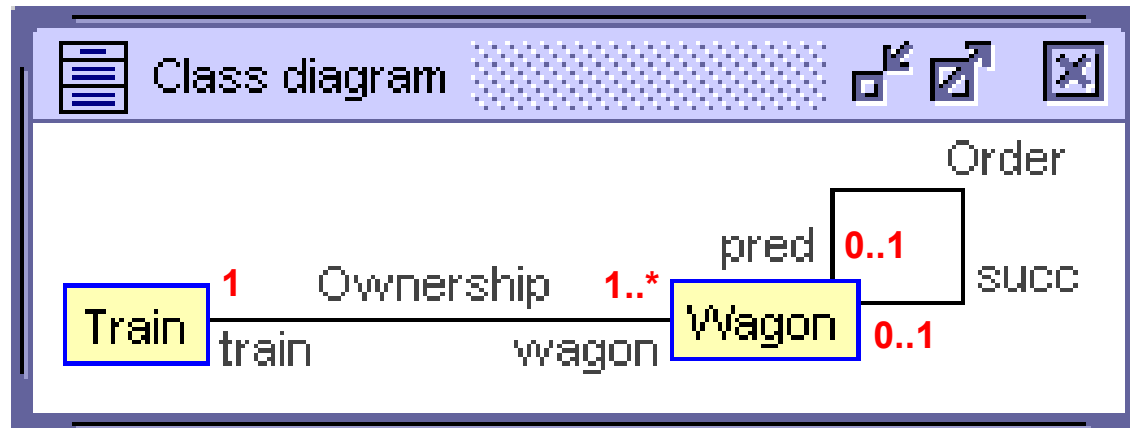 Class diagram
Order
pred 0..1
succ
1 Ownership 1..*
Train
Wagon
0..1
train
wagon